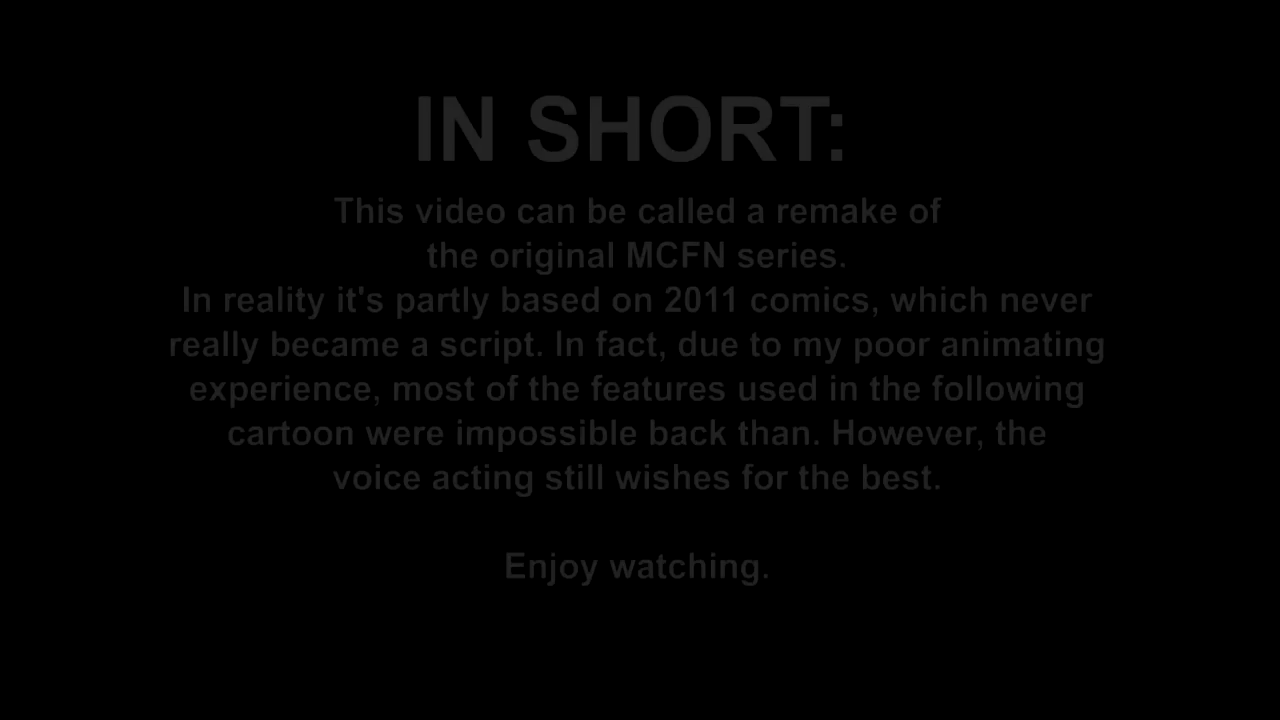 IN SHORT:
This video can be called a remake of
the original MCFN series.
In reality it's partly based on 2011 comics, which never
really became a script. In fact, due to my poor animating
experience, most of the features used in the following
cartoon were impossible back than. However, the
voice acting still wishes for the best.
Enjoy watching.